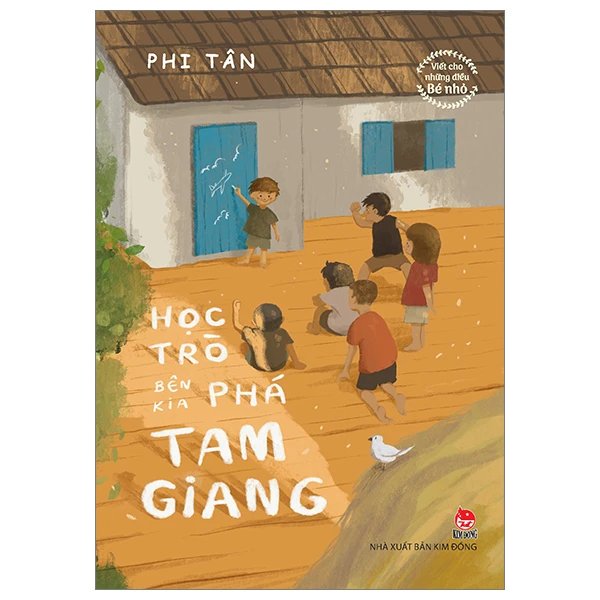 PHI TÂN
Viết cho
những điều
Bé nhỏ
HỌC
TRÒ
BÊN
KIA
PHÁ
TAM
GIANG
KIM ĐỒNG
NHÀ XUẤT BẢN KIM ĐỒNG